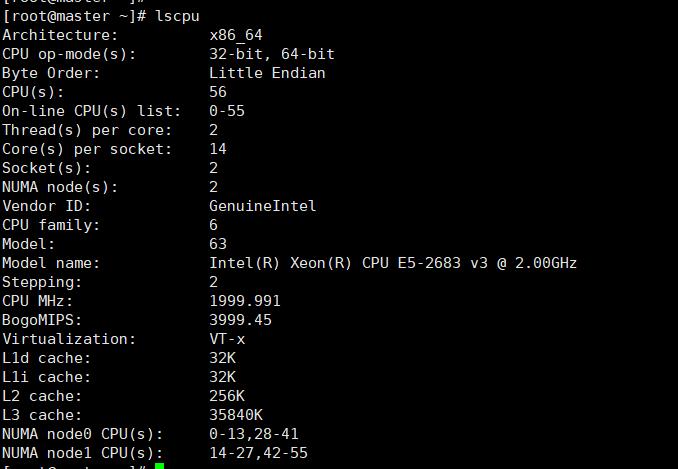 [root@master ~]# lscpu
Architecture:          x86_64
CPU op-mode(s):        32-bit, 64-bit
Byte Order:            Little Endian
CPU(s):                56
On-line CPU(s) list:   0-55
Thread(s) per core:    2
Core(s) per socket:    14
Socket(s):             2
NUMA node(s):          2
Vendor ID:             GenuineIntel
CPU family:            6
Model:                 63
Model name:            Intel(R) Xeon(R) CPU E5-2683 v3 @ 2.00GHz
Stepping:              2
CPU MHz:               1999.991
BogoMIPS:              3999.45
Virtualization:        VT-x
L1d cache:             32K
L1i cache:             32K
L2 cache:              256K
L3 cache:              35840K
NUMA node0 CPU(s):     0-13,28-41
NUMA node1 CPU(s):     14-27,42-55